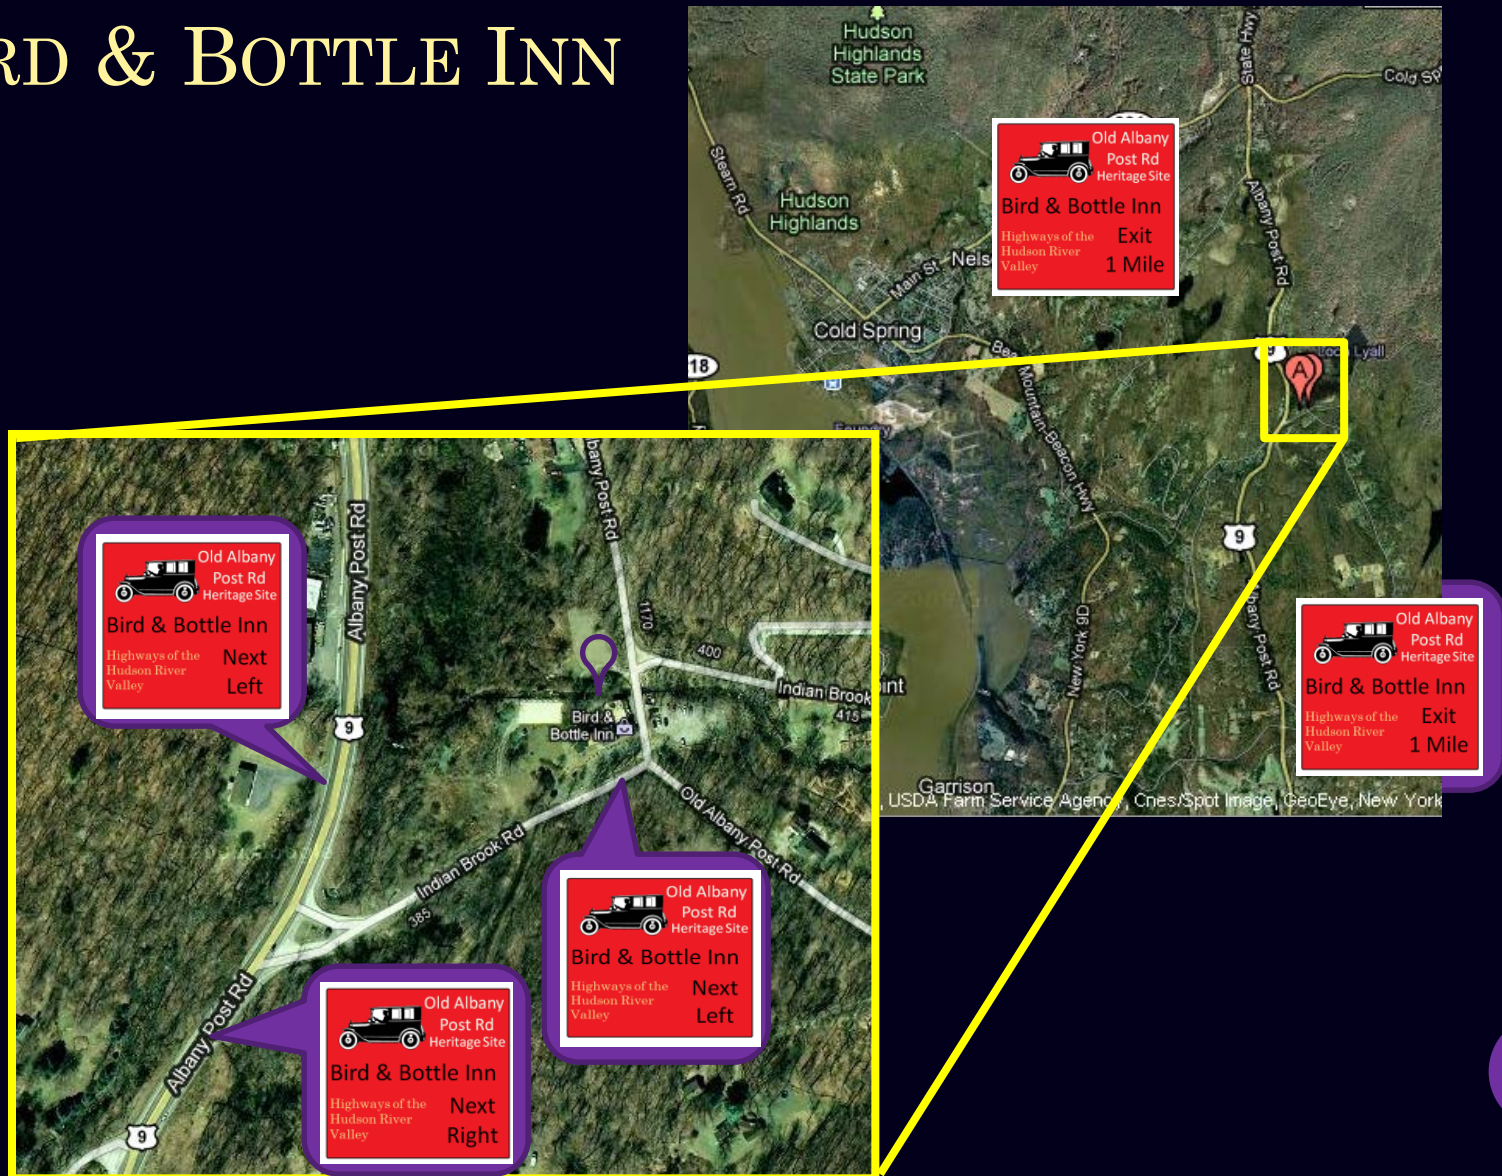 RD & BOTTLE INN
Hudson
Highlands
State Park
State Hwy
Stearn Rd
Hudson
Highlands
Old Albany
Post Rd
Heritage Site
Bird & Bottle Inn
Highways of the
Hudson River
Valley
Exit
1 Mile
Albany Post Rd
Main St
Cold Spring
9
Loch Lyall
A
18
Mountain-Beacon Hwy
9
Albany Post Rd
New York 9D
Old Albany
Post Rd
Heritage Site
Bird & Bottle Inn
Highways of the
Hudson River
Valley
Exit
1 Mile
Garrison
, USDA Farm Service Agency, Cnes/Spot Image, GeoEye, New York
Albany Post Rd
bany Post Rd
Old Albany
Post Rd
Heritage Site
Bird & Bottle Inn
Highways of the
Hudson River
Valley
Next
Left
1170
400
Indian Brook
415
int
9
Bird &
Bottle Inn
Old Albany Post Rd
Indian Brook Rd
385
Old Albany
Post Rd
Heritage Site
Bird & Bottle Inn
Highways of the
Hudson River
Valley
Next
Left
Albany Post Rd
Old Albany
Post Rd
Heritage Site
Bird & Bottle Inn
Highways of the
Hudson River
Valley
Next
Right
9